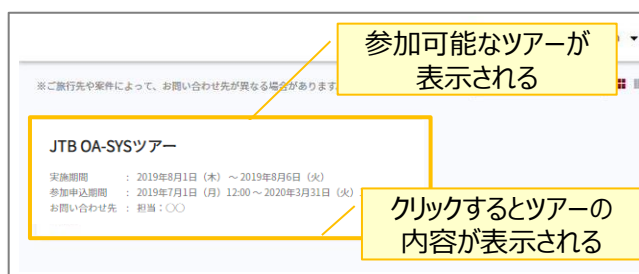 参加可能なツアーが
表示される
※ご旅行先や案件によって、お問い合わせ先が異なる場合があります
JTB OA-SYSツアー
実施期間 : 2019年8月1日（木）～2019年8月6日（火）
参加申込期間 : 2019年7月1日（月）12:00～2020年3月31日（火）
お問い合わせ先 : 担当：○○
クリックするとツアーの
内容が表示される